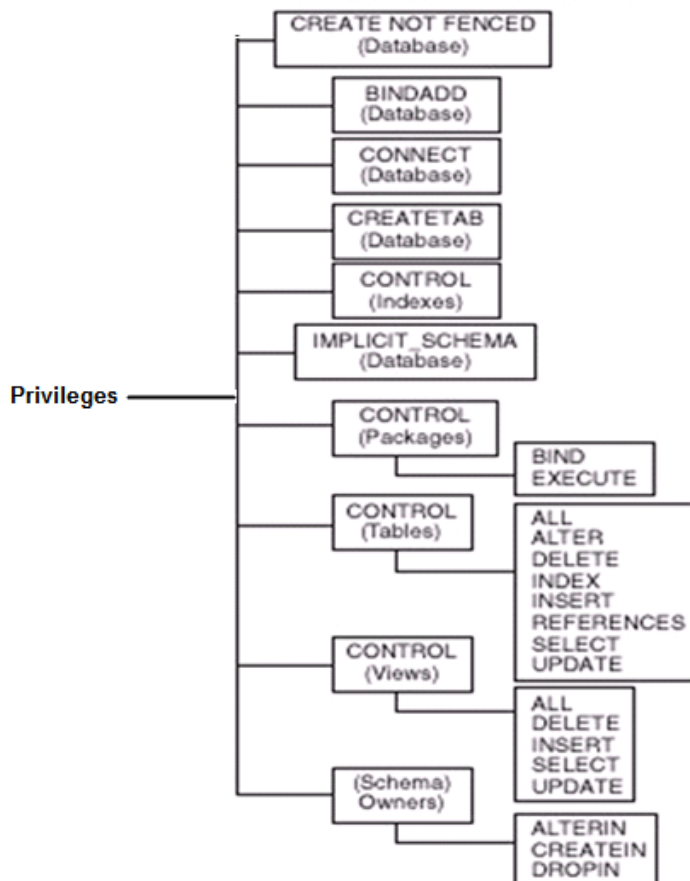 CREATE NOT FENCED
(Database)
BINDADD
(Database)
CONNECT
(Database)
CREATETAB
(Database)
CONTROL
(Indexes)
IMPLICIT_SCHEMA
(Database)
Privileges
CONTROL
(Packages)
BIND
EXECUTE
CONTROL
(Tables)
ALL
ALTER
DELETE
INDEX
INSERT
REFERENCES
SELECT
UPDATE
CONTROL
(Views)
ALL
DELETE
INSERT
SELECT
UPDATE
(Schema)
Owners)
ALTERIN
CREATEIN
DROPIN